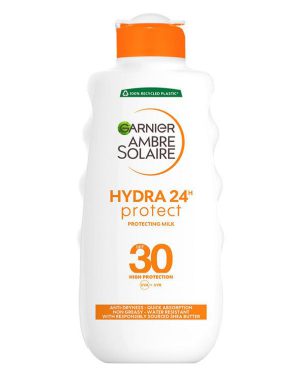 100% RECYCLED PLASTIC*
GARNIER
AMBRE
SOLAIRE
HYDRA 24H
protect
PROTECTING MILK
30
HIGH PROTECTION
UVA + UVB
ANTI-DRYNESS - QUICK ABSORPTION
NON GREASY - WATER RESISTANT
WITH RESPONSIBLY SOURCED SHEA BUTTER